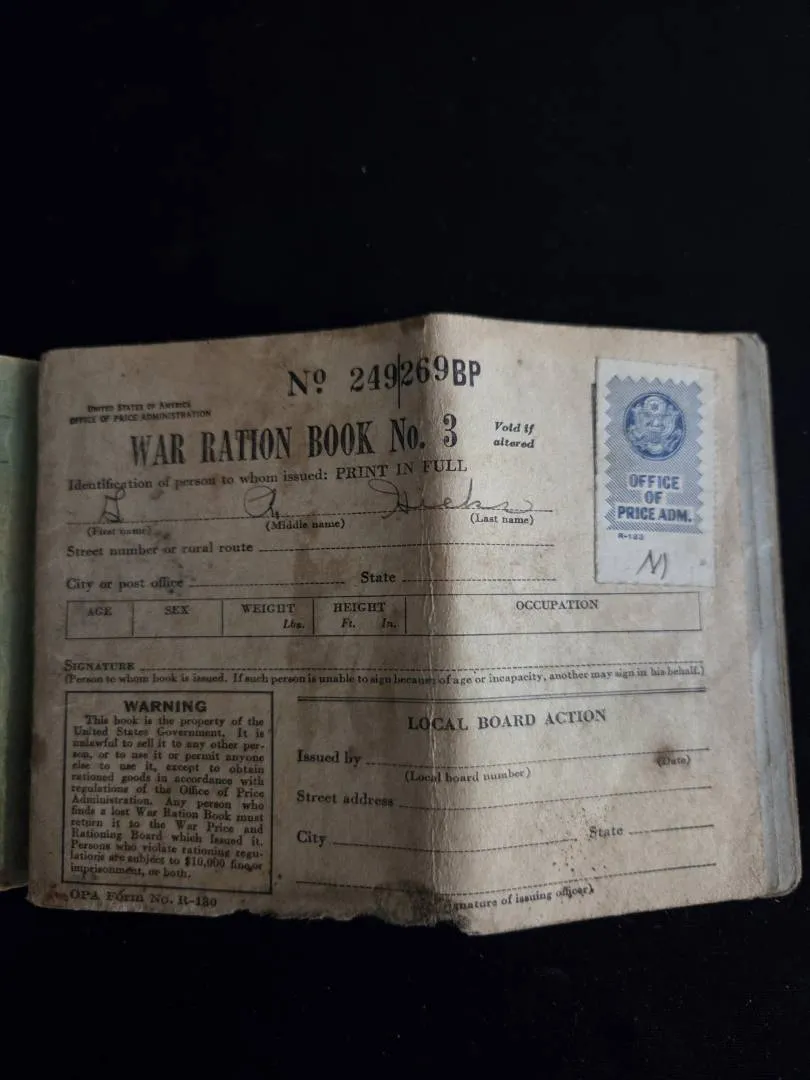 Nº 249269BP
UNITED STATES OF AMERICA
OFFICE OF PRICE ADMINISTRATION
WAR RATION BOOK No. 3
Void if
altered
Identification of person to whom issued: PRINT IN FULL
A. Hicks
(First name)
(Middle name)
(Last name)
Street number or rural route
City or post office
State
AGE
SEX
WEIGHT
Lbs.
HEIGHT
Ft. In.
OCCUPATION
SIGNATURE
(Person to whom book is issued. If such person is unable to sign because of age or incapacity, another may sign in his behalf.)
OFFICE
OF
PRICE ADM.
R-123
WARNING
This book is the property of the
United States Government. It is
unlawful to sell it to any other per-
son, or to use it or permit anyone
else to use it, except to obtain
rationed goods in accordance with
regulations of the Office of Price
Administration. Any person who
finds a lost War Ration Book must
return it to the War Price and
Rationing Board which issued it.
Persons who violate rationing regu-
lations are subject to $10,000 fine or
imprisonment, or both.
OPA Form No. R-130
LOCAL BOARD ACTION
Issued by
(Local board number)
(Date)
Street address
City
State
(Signature of issuing officer)